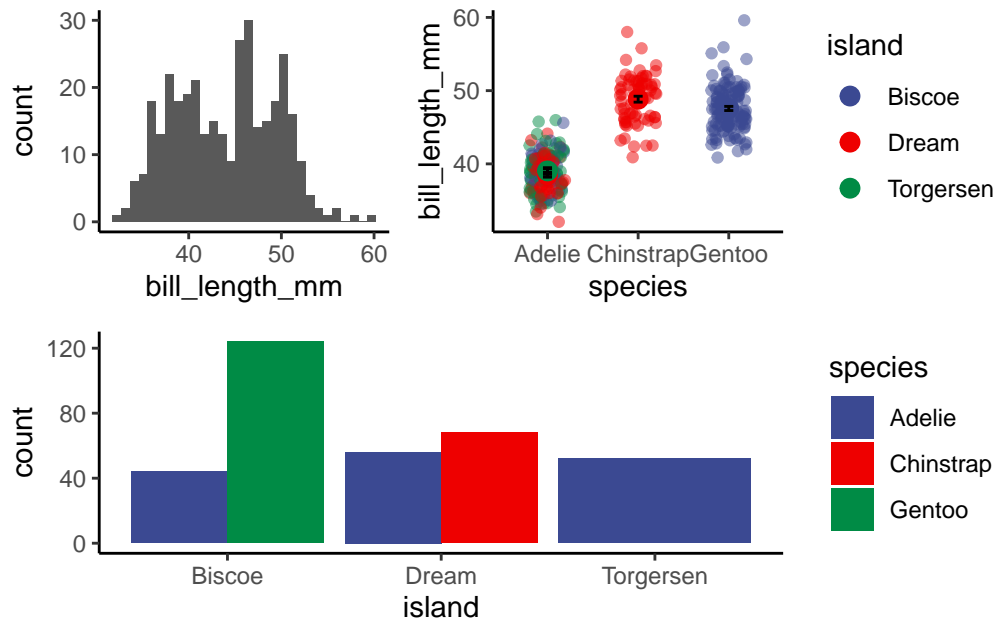 count
30
20
10
0
40 50 60
bill_length_mm
bill_length_mm
60
50
40
Adelie Chinstrap Gentoo
species
island
Biscoe
Dream
Torgersen
count
120
80
40
0
Biscoe Dream Torgersen
island
species
Adelie
Chinstrap
Gentoo